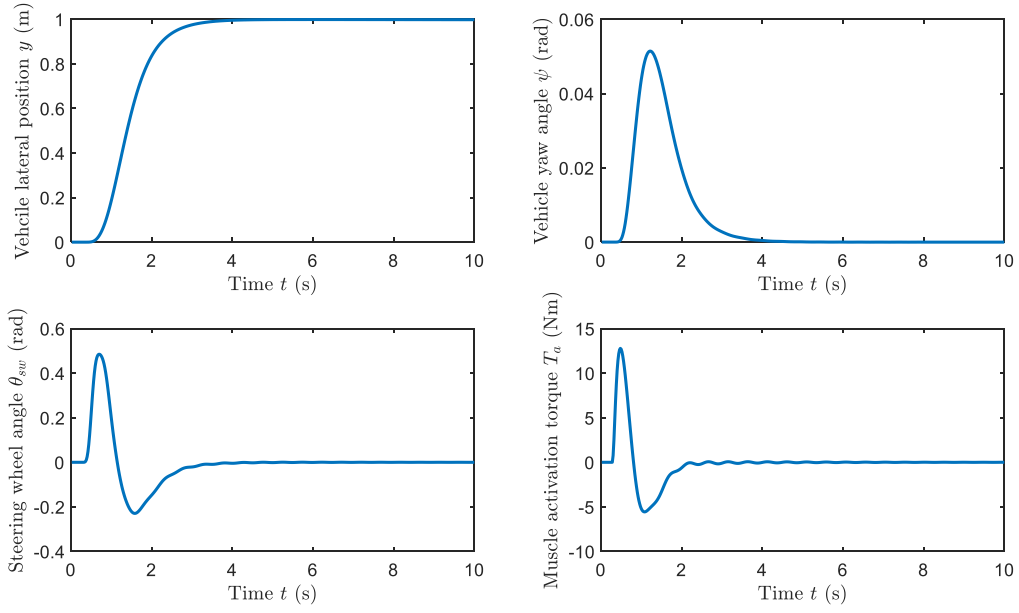 Vehcile lateral position y (m)
1
0.8
0.6
0.4
0.2
0
0 2 4 6 8 10
Time t (s)
Vehicle yaw angle ψ (rad)
0.06
0.04
0.02
0
0 2 4 6 8 10
Time t (s)
Steering wheel angle θsw (rad)
0.6
0.4
0.2
0
-0.2
-0.4
0 2 4 6 8 10
Time t (s)
Muscle activation torque Ta (Nm)
15
10
5
0
-5
-10
0 2 4 6 8 10
Time t (s)